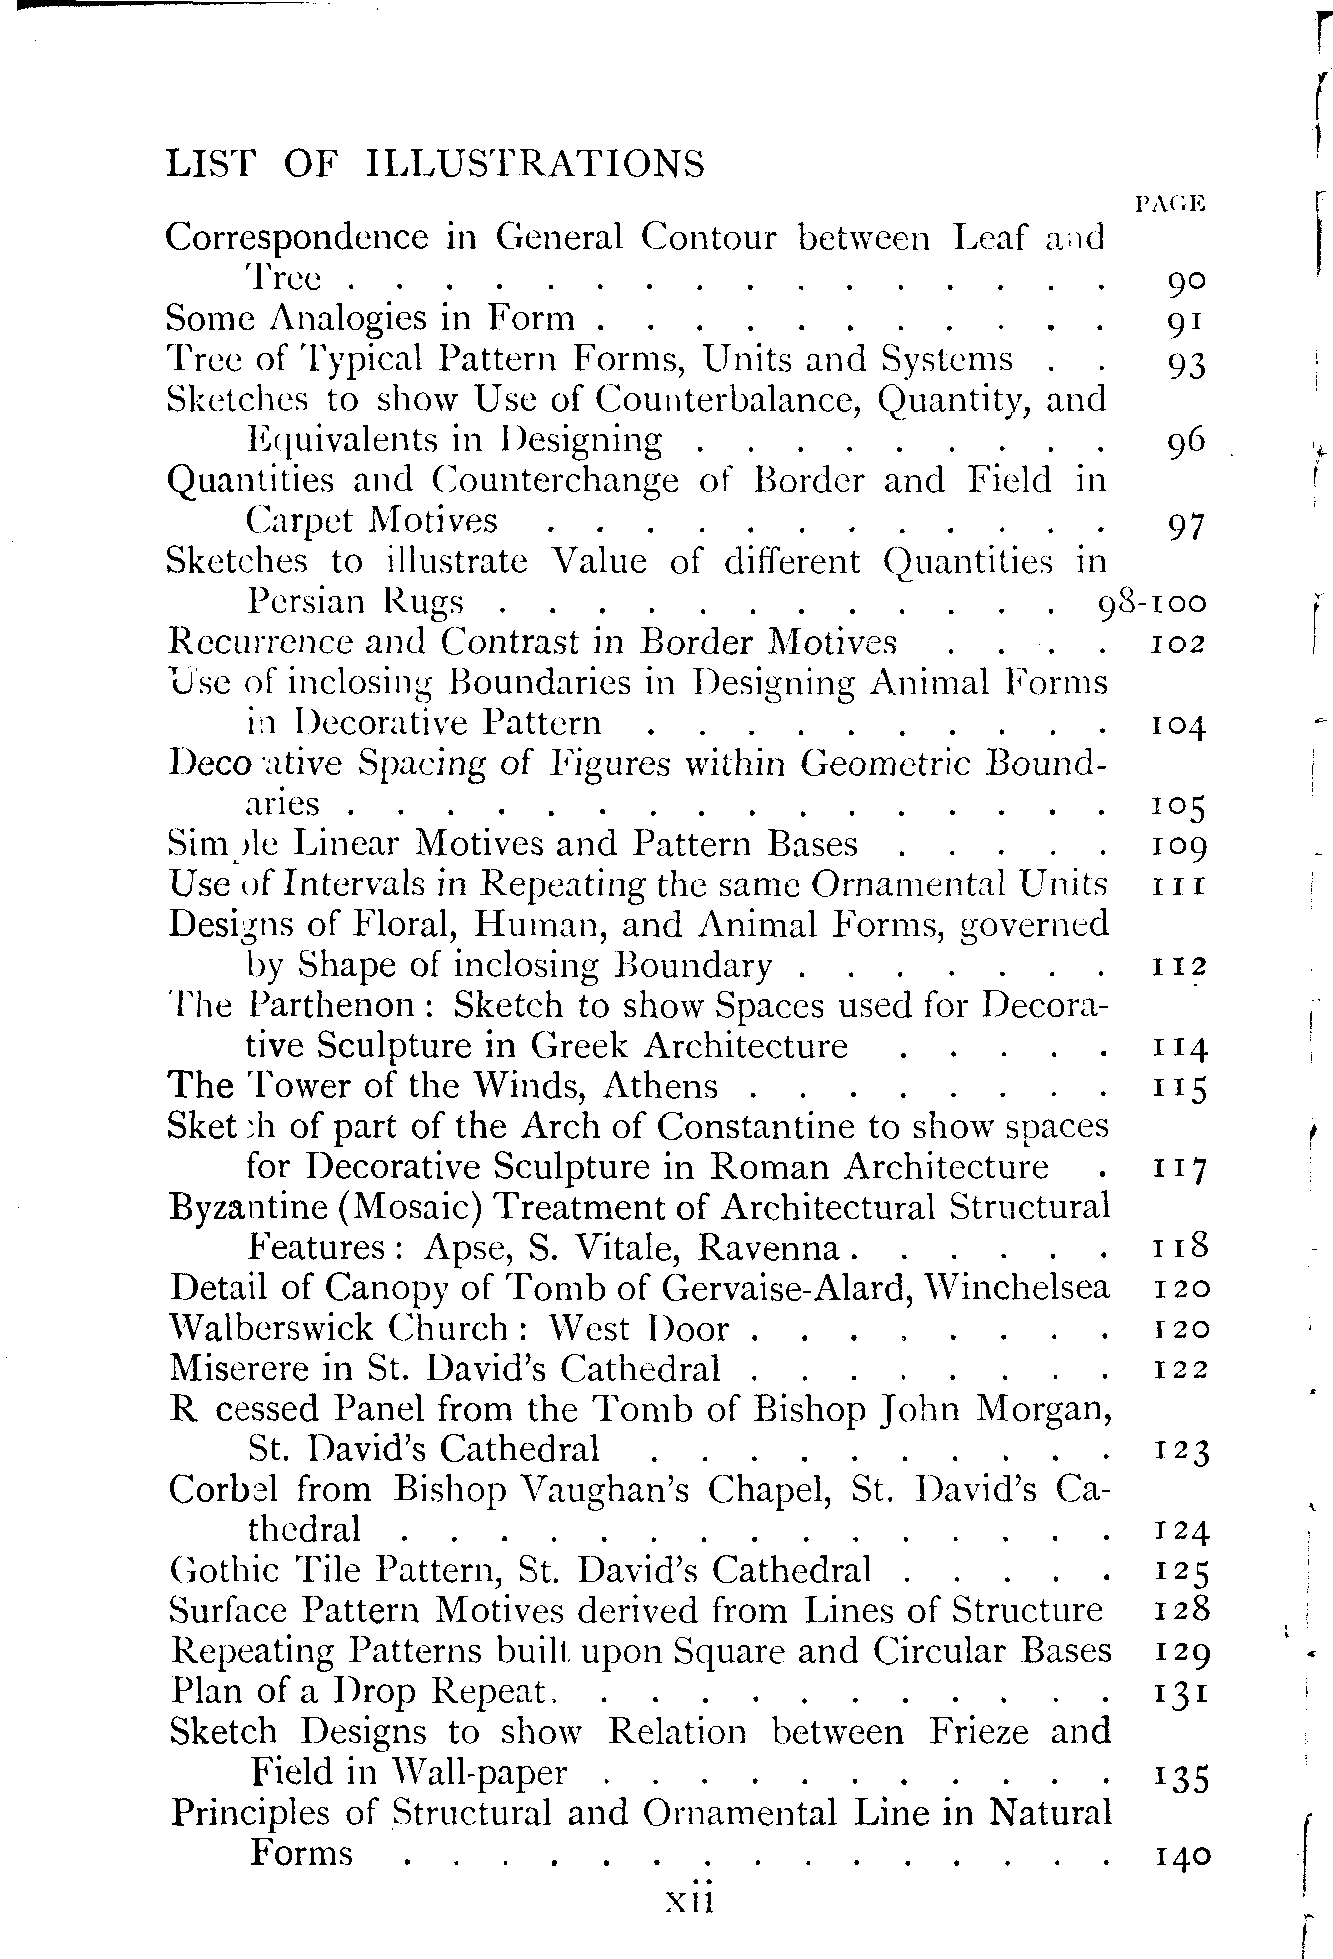 LIST OF ILLUSTRATIONS
PAGE
Correspondence in General Contour between Leaf and
Tree . . . . . . . . . . . . . . . . 90
Some Analogies in Form . . . . . . . . . . . 91
Tree of Typical Pattern Forms, Units and Systems . . 93
Sketches to show Use of Counterbalance, Quantity, and
Equivalents in Designing . . . . . . . . . 96
Quantities and Counterchange of Border and Field in
Carpet Motives . . . . . . . . . . . . 97
Sketches to illustrate Value of different Quantities in
Persian Rugs . . . . . . . . . . . . 98-100
Recurrence and Contrast in Border Motives . . . . 102
Use of inclosing Boundaries in Designing Animal Forms
in Decorative Pattern . . . . . . . . . . 104
Deco ative Spacing of Figures within Geometric Bound-
aries . . . . . . . . . . . . . . . . 105
Simple Linear Motives and Pattern Bases . . . . . 109
Use of Intervals in Repeating the same Ornamental Units 111
Designs of Floral, Human, and Animal Forms, governed
by Shape of inclosing Boundary . . . . . . . 112
The Parthenon : Sketch to show Spaces used for Decora-
tive Sculpture in Greek Architecture . . . . . 114
The Tower of the Winds, Athens . . . . . . . . 115
Sketch of part of the Arch of Constantine to show spaces
for Decorative Sculpture in Roman Architecture . 117
Byzantine (Mosaic) Treatment of Architectural Structural
Features : Apse, S. Vitale, Ravenna . . . . . . 118
Detail of Canopy of Tomb of Gervaise-Alard, Winchelsea 120
Walberswick Church : West Door . . . . . . . . 120
Miserere in St. David's Cathedral . . . . . . . . 122
R cessed Panel from the Tomb of Bishop John Morgan,
St. David's Cathedral . . . . . . . . . . 123
Corbel from Bishop Vaughan's Chapel, St. David's Ca-
thedral . . . . . . . . . . . . . . . 124
Gothic Tile Pattern, St. David's Cathedral . . . . . 125
Surface Pattern Motives derived from Lines of Structure 128
Repeating Patterns built upon Square and Circular Bases 129
Plan of a Drop Repeat . . . . . . . . . . . . 131
Sketch Designs to show Relation between Frieze and
Field in Wall-paper . . . . . . . . . . . 135
Principles of Structural and Ornamental Line in Natural
Forms . . . . . . . . . . . . . . . 140
xii